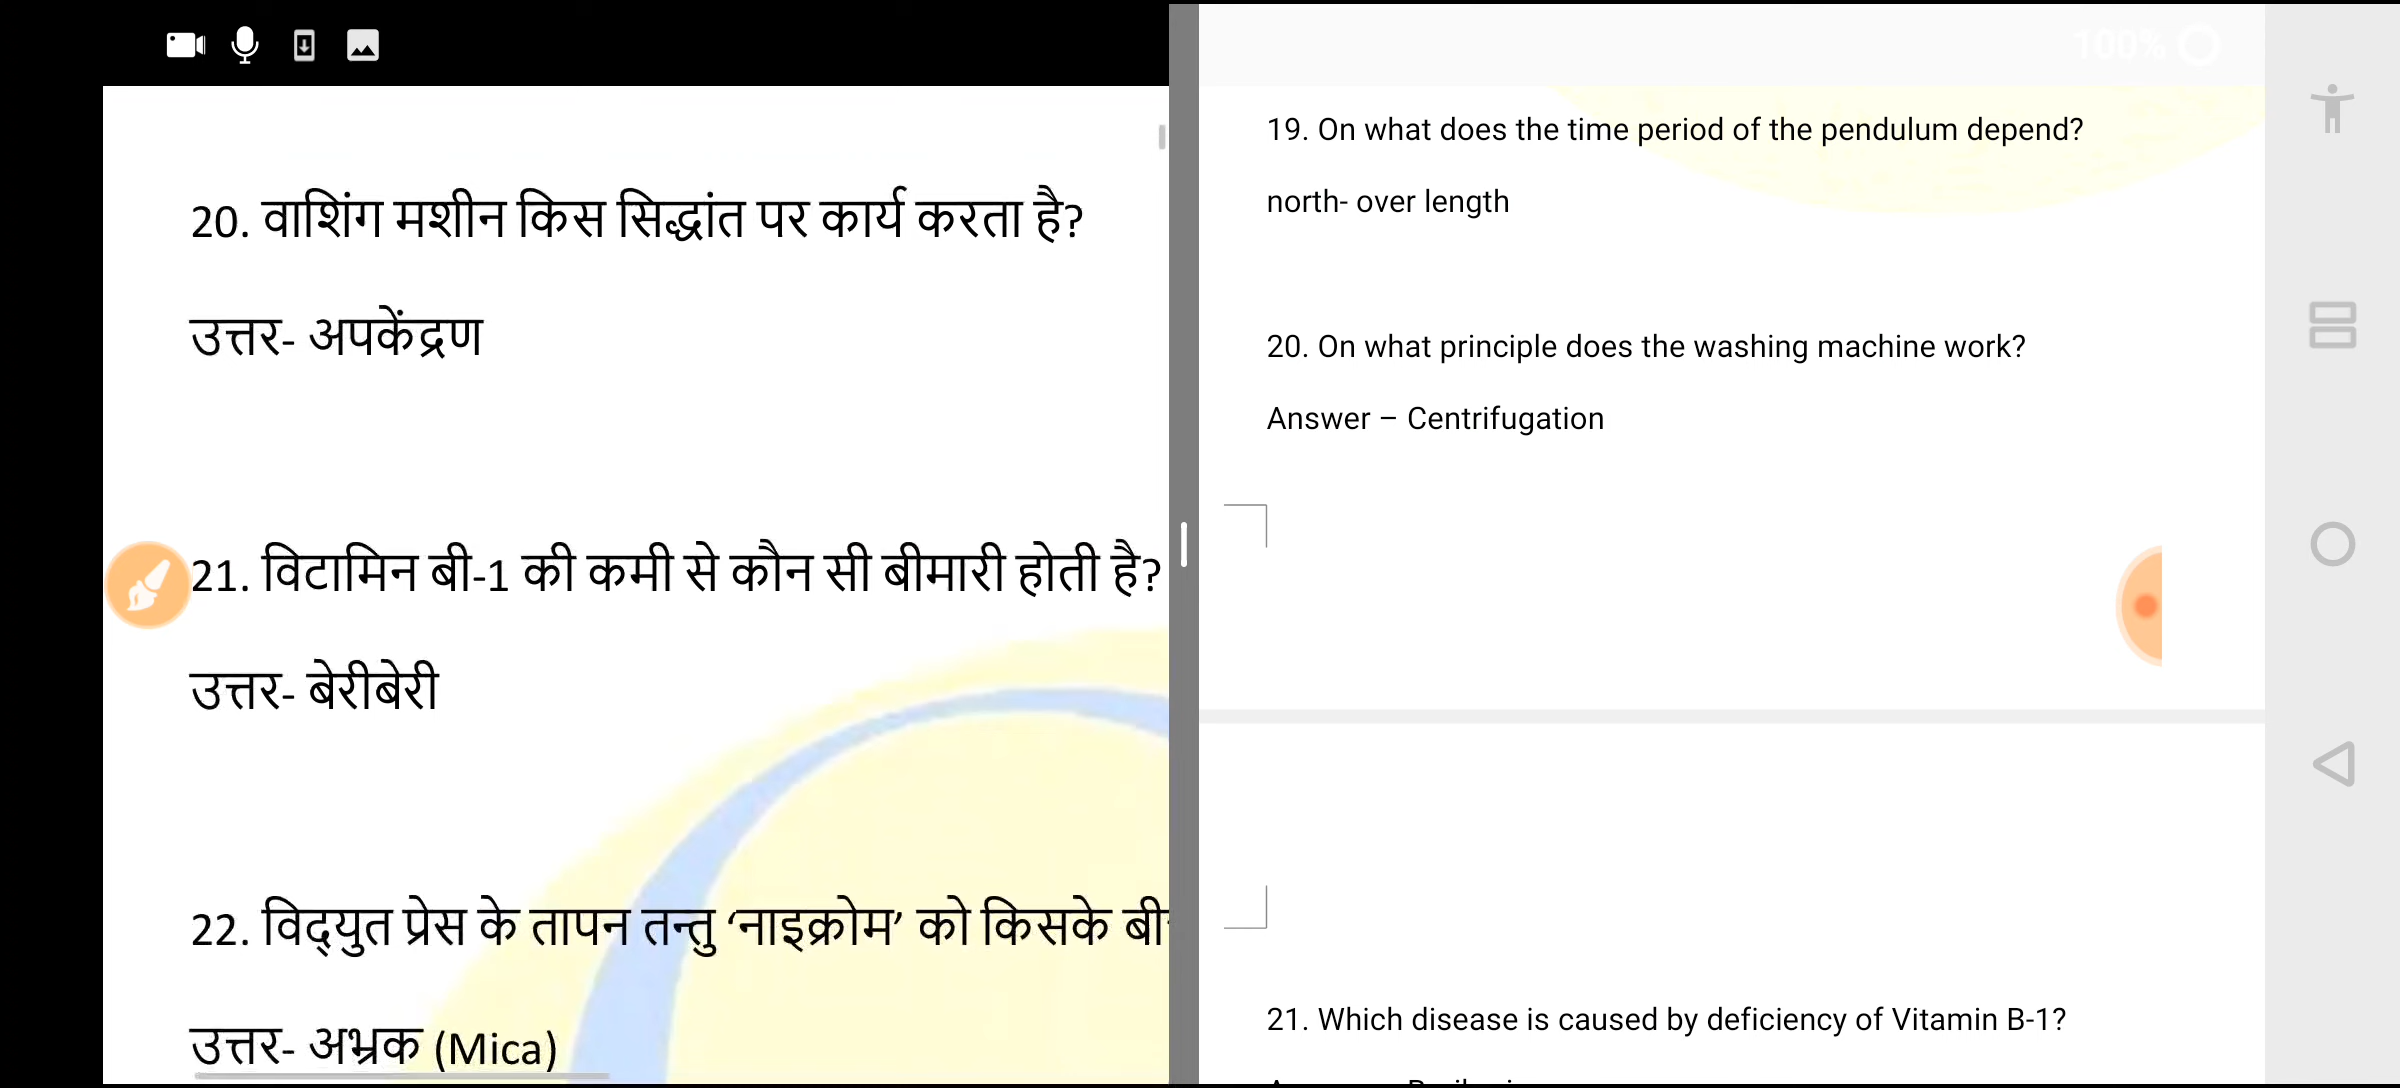 20. वाशिंग मशीन किस सिद्धांत पर कार्य करता है?
उत्तर- अपकेंद्रण
21. विटामिन बी-1 की कमी से कौन सी बीमारी होती है?
उत्तर- बेरीबेरी
22. विद्युत प्रेस के तापन तन्तु ‘नाइक्रोम’ को किसके
उत्तर- अभ्रक (Mica)
100%
19. On what does the time period of the pendulum depend?
north- over length
20. On what principle does the washing machine work?
Answer – Centrifugation
21. Which disease is caused by deficiency of Vitamin B-1?